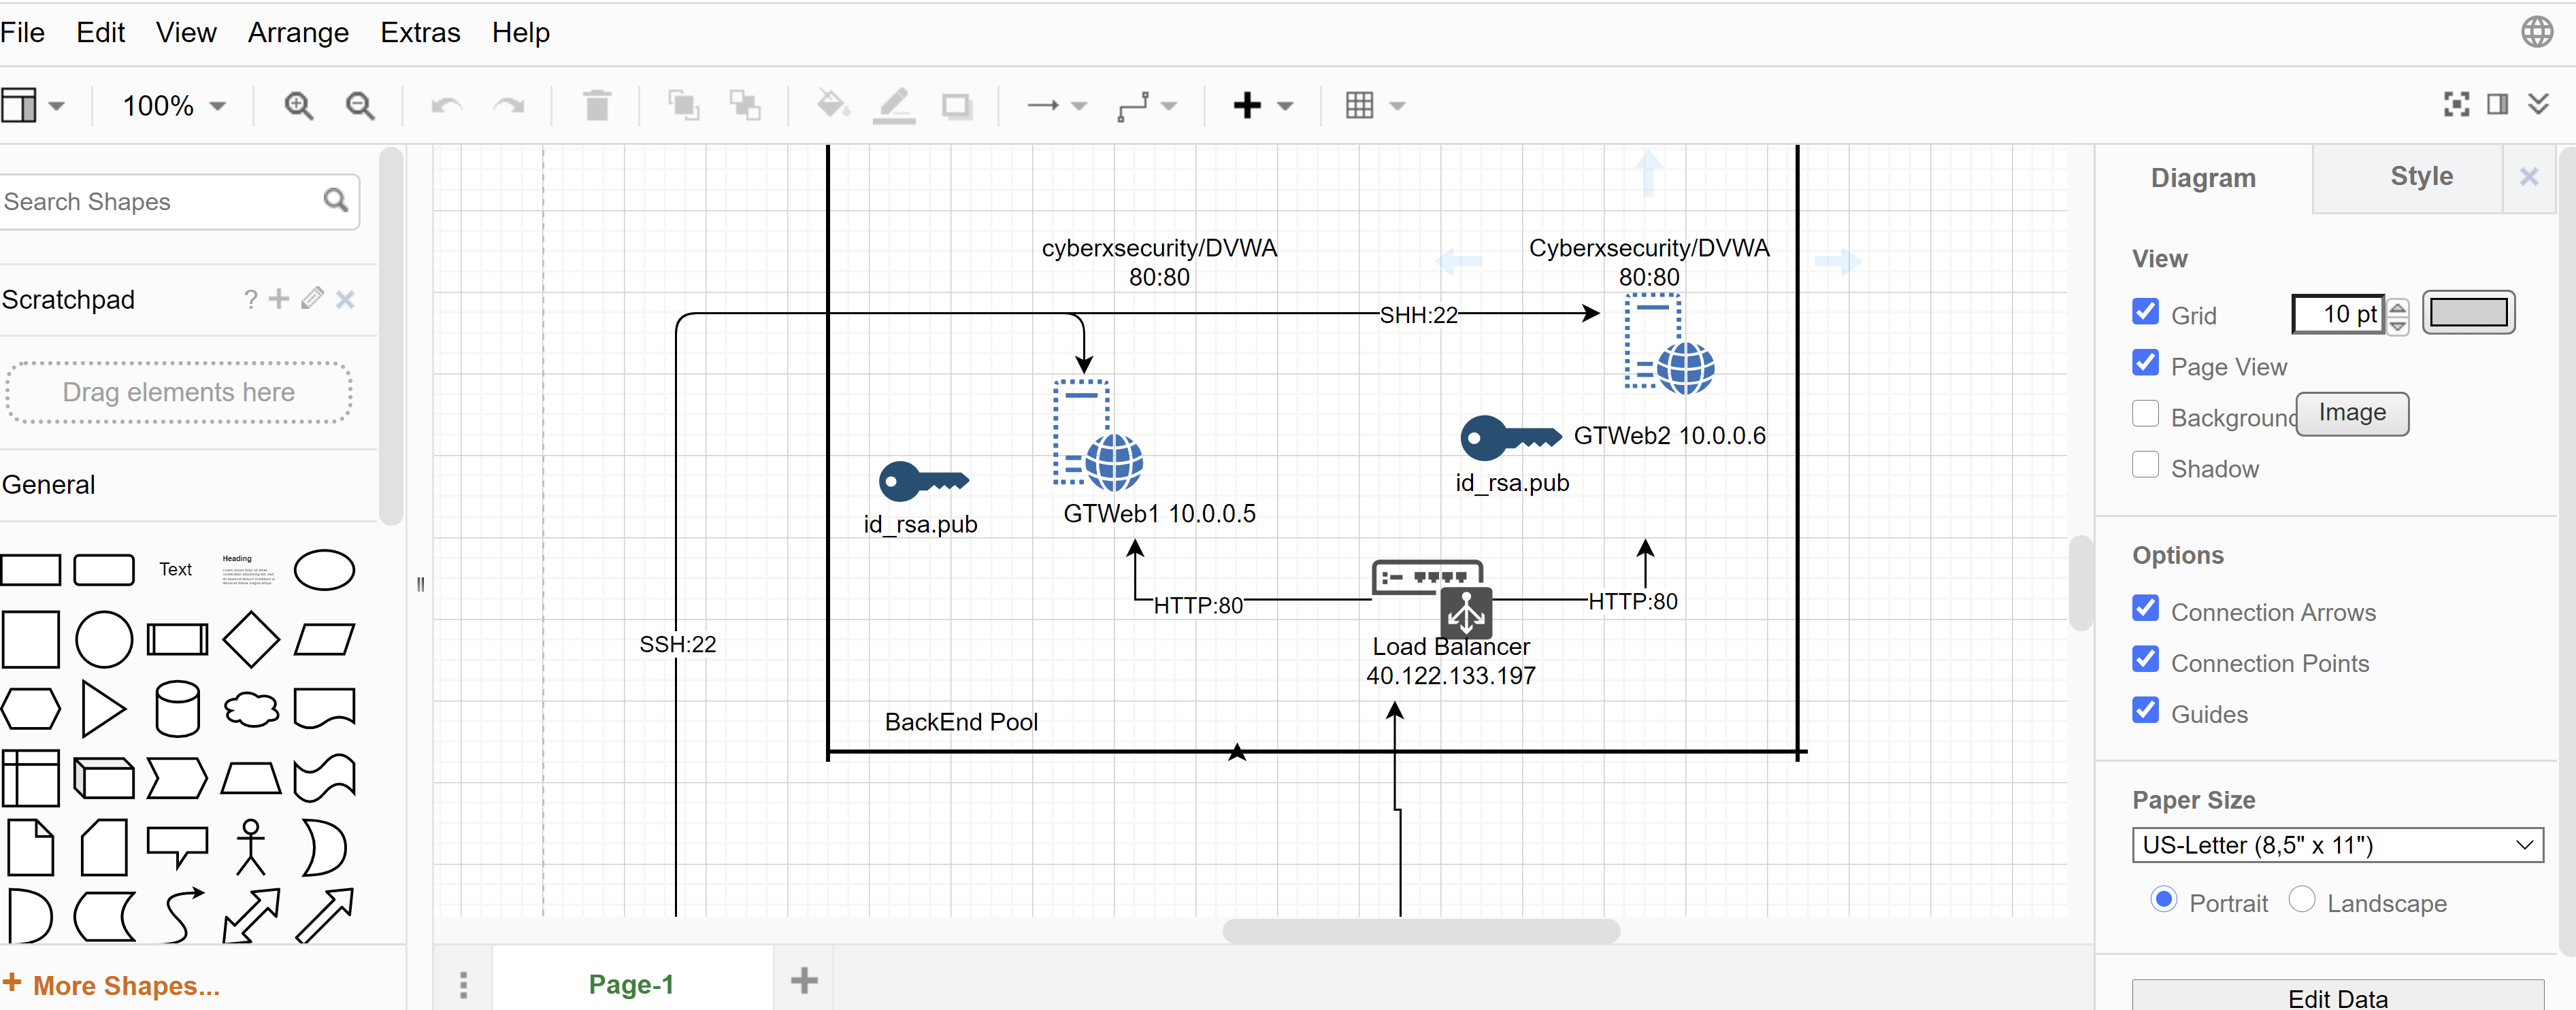 File Edit View Arrange Extras Help
100%
Search Shapes
Scratchpad ?
Drag elements here
General
Text
Heading
More Shapes...
cyberxsecurity/DVWA
80:80
Cyberxsecurity/DVWA
80:80
SHH:22
GTWeb2 10.0.0.6
id_rsa.pub
id_rsa.pub
GTWeb1 10.0.0.5
HTTP:80
HTTP:80
SSH:22
Load Balancer
40.122.133.197
BackEnd Pool
Page-1
Diagram Style
View
Grid 10 pt
Page View
Background Image
Shadow
Options
Connection Arrows
Connection Points
Guides
Paper Size
US-Letter (8,5" x 11")
Portrait Landscape
Edit Data